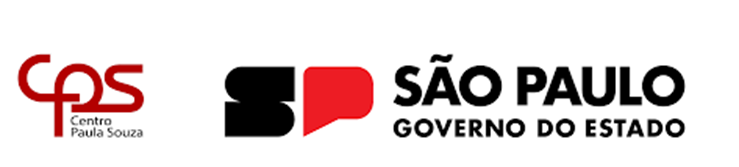 cps
Centro
Paula Souza
SP
SÃO PAULO
GOVERNO DO ESTADO